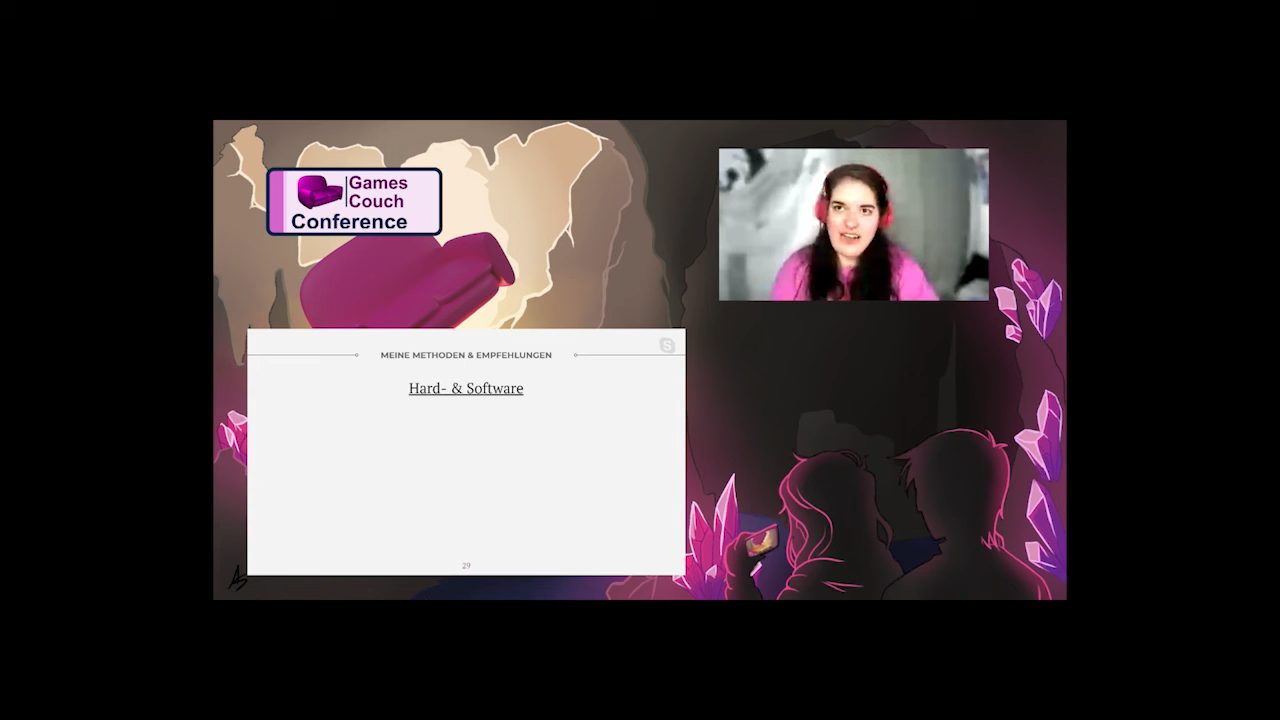 Games
Couch
Conference
MEINE METHODEN & EMPFEHLUNGEN
Hard- & Software
29